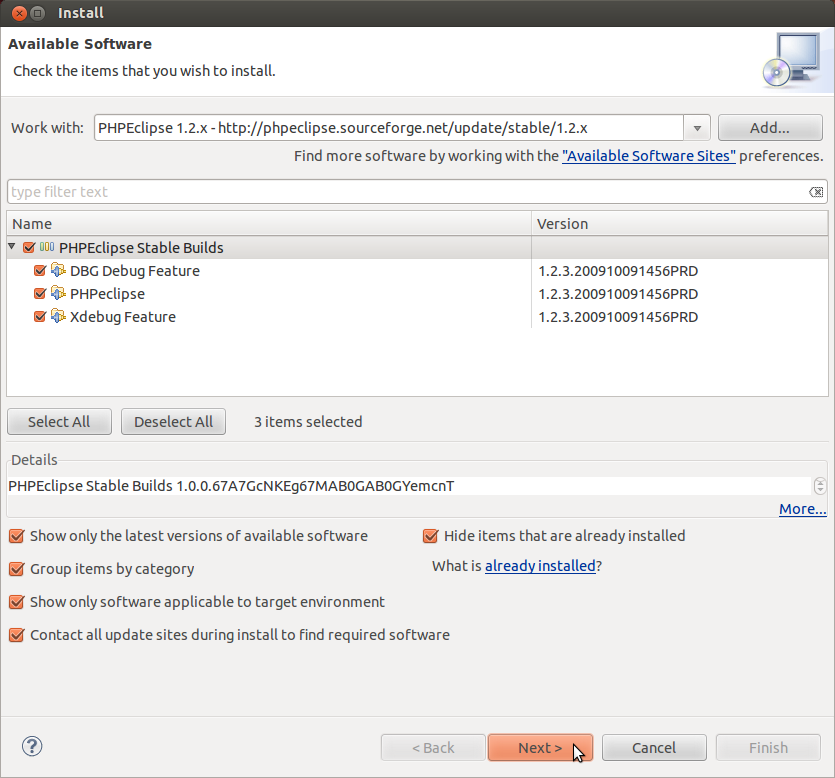 Install
Available Software
Check the items that you wish to install.
Work with: PHPEclipse 1.2.x - http://phpeclipse.sourceforge.net/update/stable/1.2.x Add...
Find more software by working with the "Available Software Sites" preferences.
type filter text
Name Version
PHPEclipse Stable Builds
DBG Debug Feature 1.2.3.200910091456PRD
PHPeclipse 1.2.3.200910091456PRD
Xdebug Feature 1.2.3.200910091456PRD
Select All Deselect All 3 items selected
Details
PHPEclipse Stable Builds 1.0.0.67A7GcNKEg67MAB0GAB0GYemcnT
More...
Show only the latest versions of available software Hide items that are already installed
Group items by category What is already installed?
Show only software applicable to target environment
Contact all update sites during install to find required software
? < Back Next > Cancel Finish